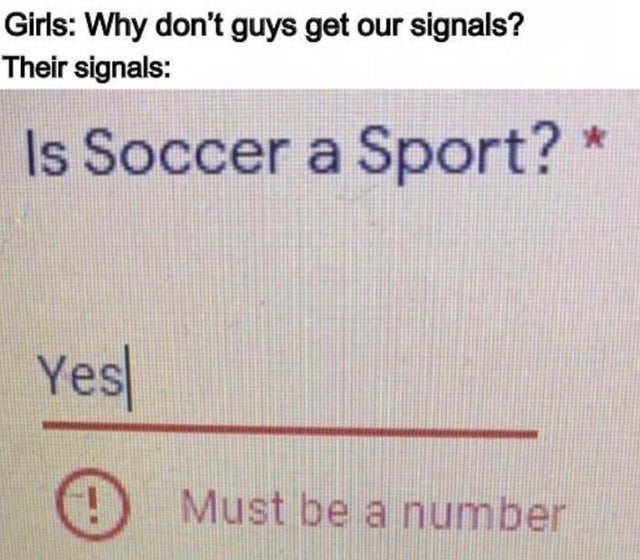 Girls: Why don't guys get our signals?
Their signals:
Is Soccer a Sport? *
Yes
! Must be a number